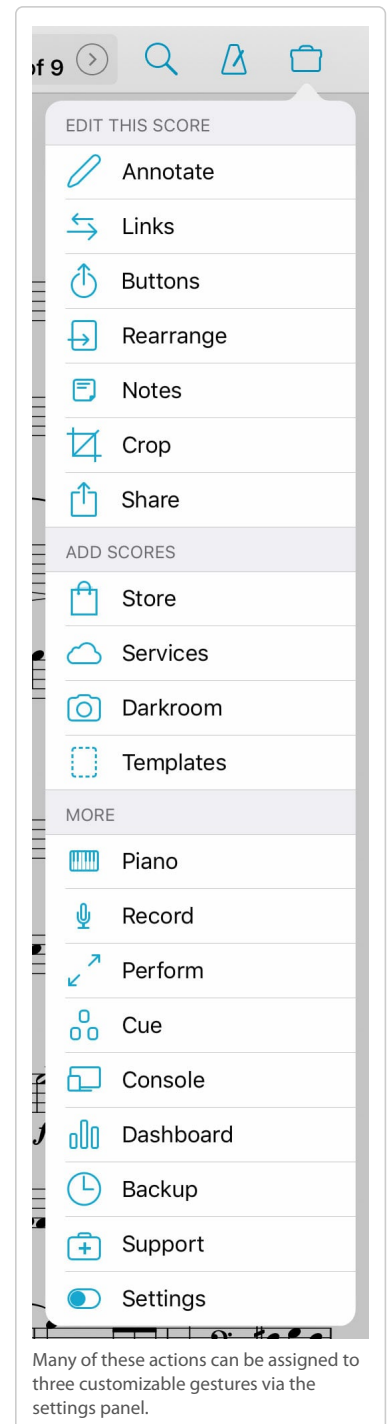 of 9
EDIT THIS SCORE
Annotate
Links
Buttons
Rearrange
Notes
Crop
Share
ADD SCORES
Store
Services
Darkroom
Templates
MORE
Piano
Record
Perform
Cue
Console
Dashboard
Backup
Support
Settings
Many of these actions can be assigned to
three customizable gestures via the
settings panel.